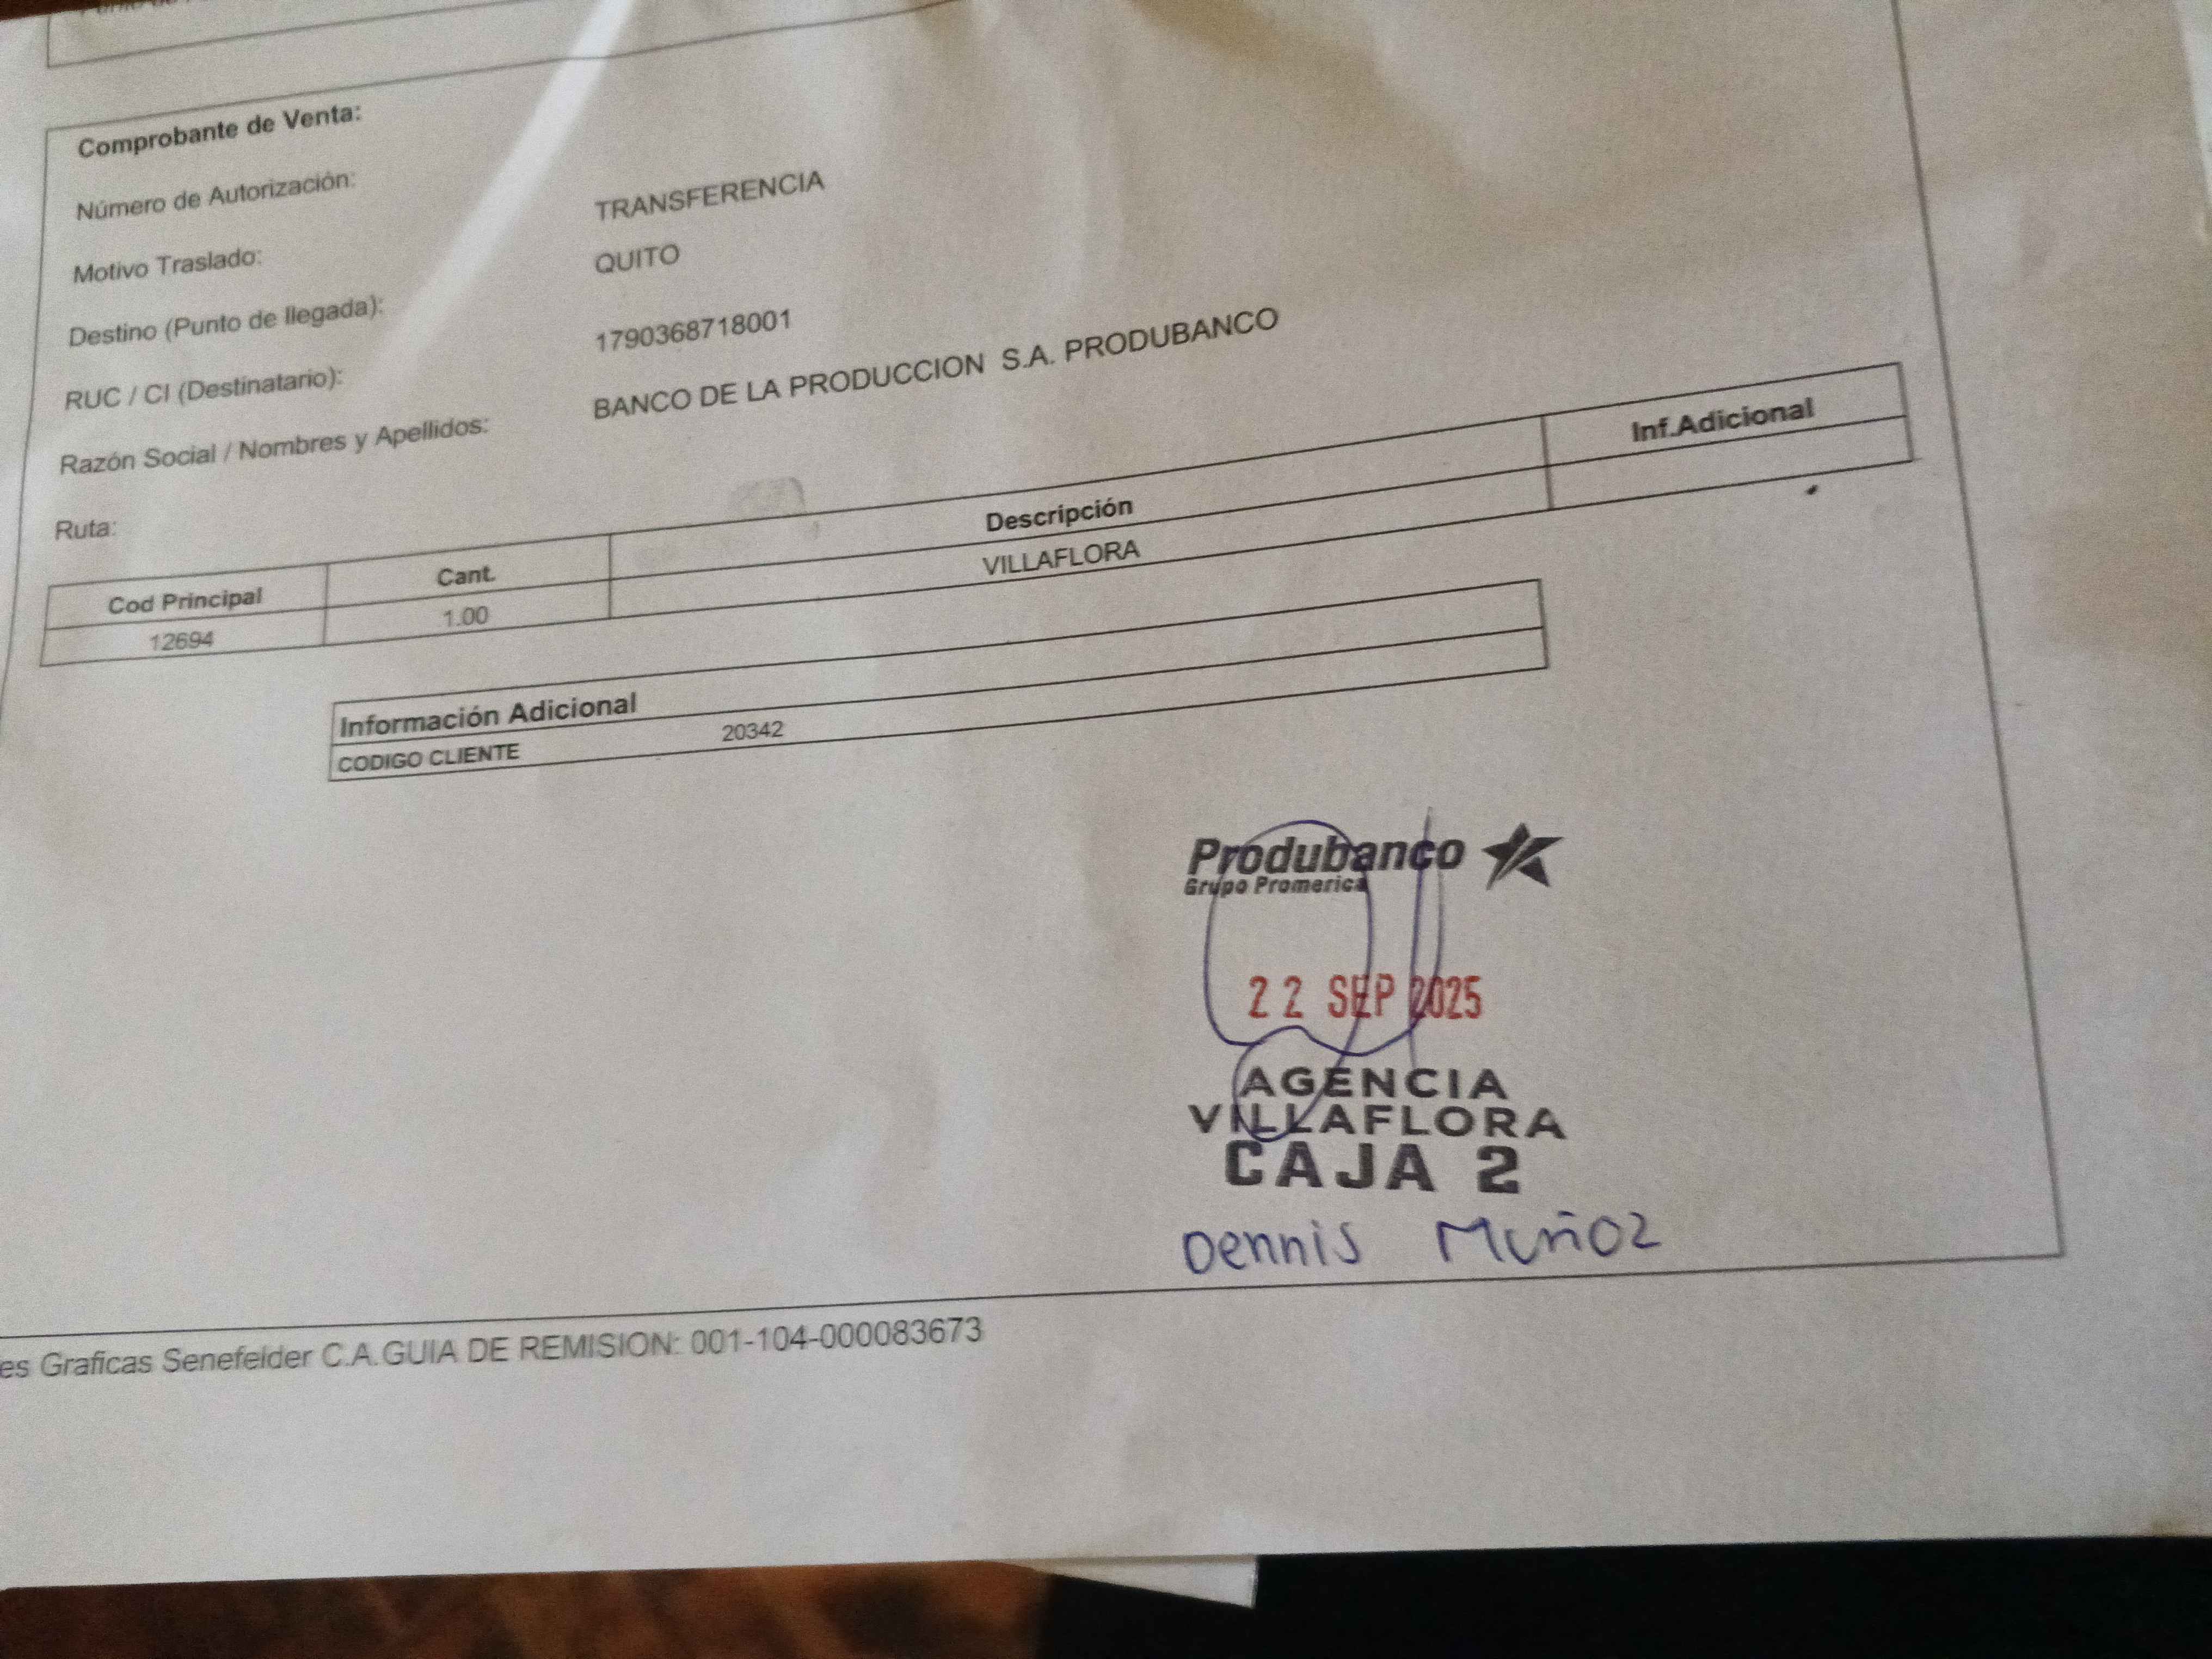 Comprobante de Venta:
Número de Autorización:
Motivo Traslado: TRANSFERENCIA
Destino (Punto de llegada): QUITO
RUC / CI (Destinatario): 1790368718001
Razón Social / Nombres y Apellidos: BANCO DE LA PRODUCCION S.A. PRODUBANCO
Ruta:
Cod Principal Cant. Descripción Inf.Adicional
12694 1.00 VILLAFLORA
Información Adicional
CODIGO CLIENTE 20342
Produbanco
Grupo Promerica
22 SEP 2025
AGENCIA
VILLAFLORA
CAJA 2
Dennis Muñoz
es Graficas Senefelder C.A.GUIA DE REMISION: 001-104-000083673